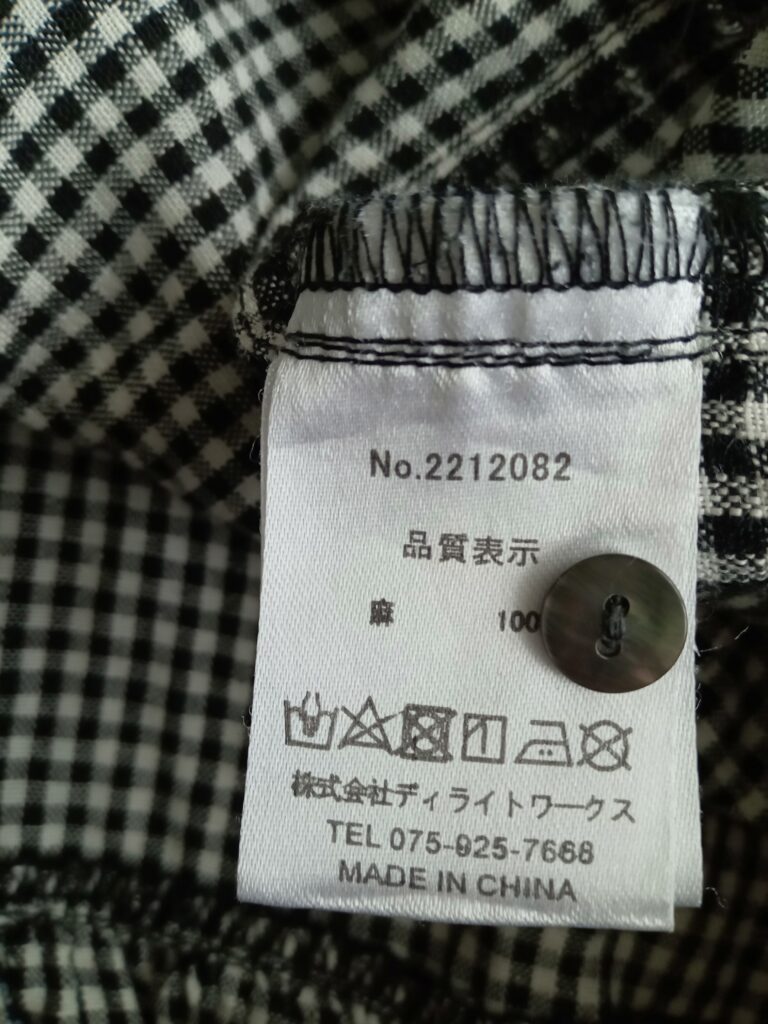 No.2212082
品質表示
麻 100
株式会社ディライトワークス
TEL 075-925-7668
MADE IN CHINA